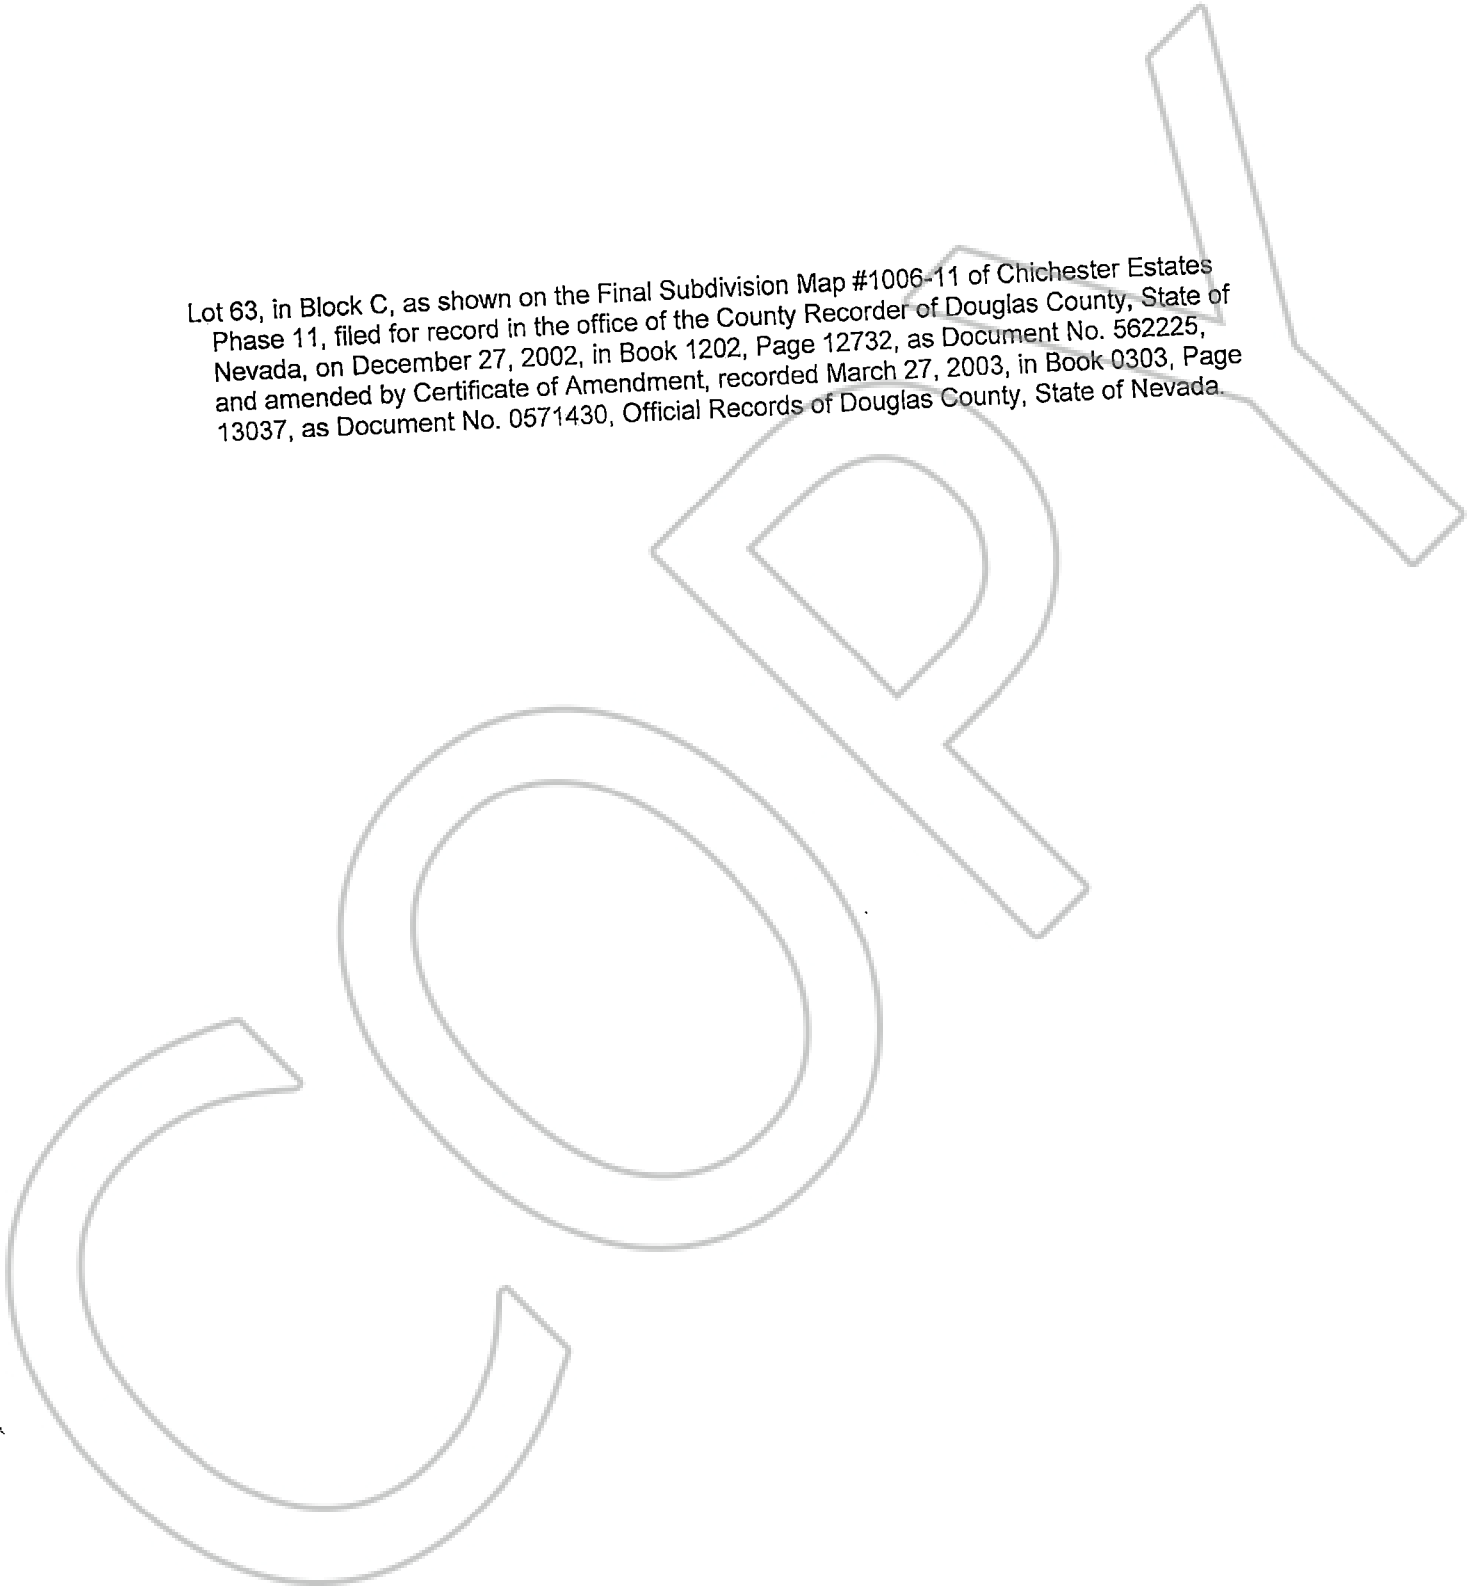 Lot 63, in Block C, as shown on the Final Subdivision Map #1006-11 of Chichester Estates
Phase 11, filed for record in the office of the County Recorder of Douglas County, State of
Nevada, on December 27, 2002, in Book 1202, Page 12732, as Document No. 562225,
and amended by Certificate of Amendment, recorded March 27, 2003, in Book 0303, Page
13037, as Document No. 0571430, Official Records of Douglas County, State of Nevada.
COPY